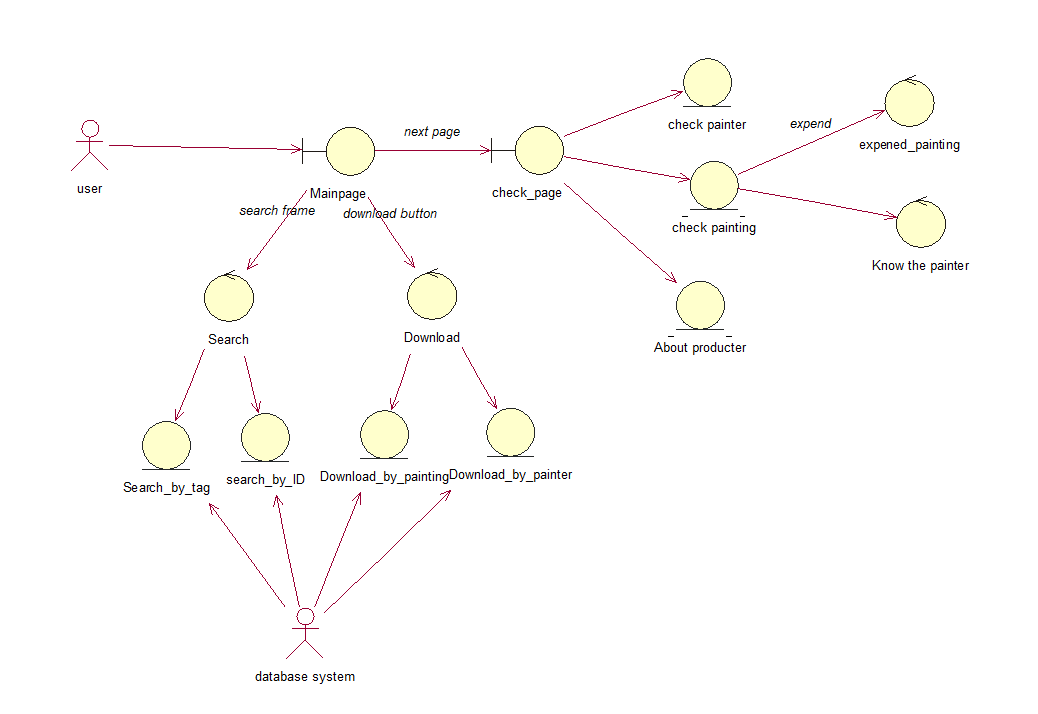 check painter
next page
expend
expened_painting
user
Mainpage
check_page
search frame
download button
check painting
Know the painter
Search
Download
About producter
Search_by_tag
search_by_ID
Download_by_painting
Download_by_painter
database system